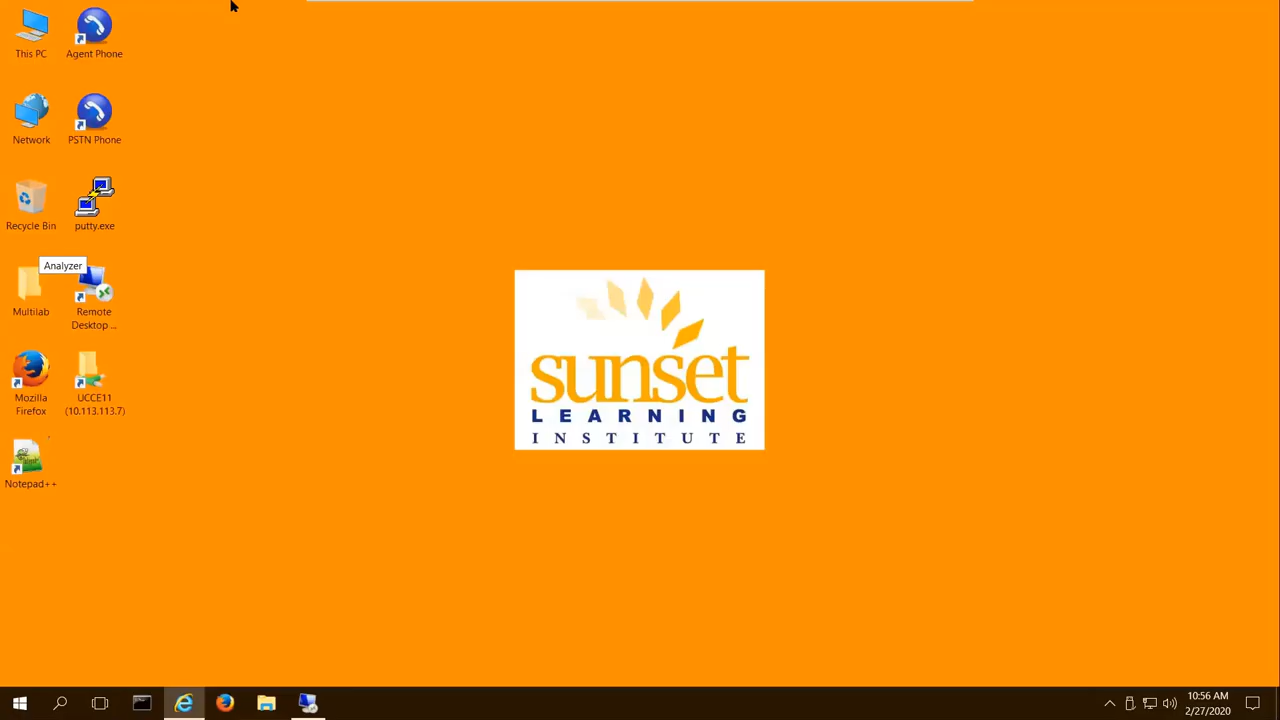 This PC
Agent Phone
Network
PSTN Phone
Recycle Bin
putty.exe
Analyzer
Multilab
Remote
Desktop ...
Mozilla
Firefox
UCCE11
(10.113.113.7)
Notepad++
sunset
LEARNING
INSTITUTE
10:56 AM
2/27/2020